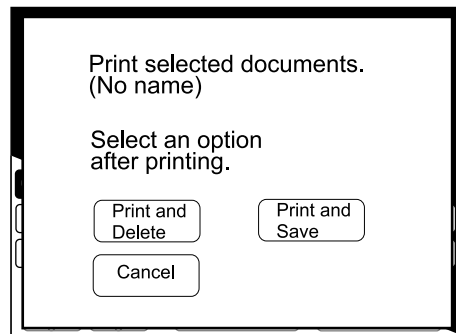 Print selected documents.
(No name)
Select an option
after printing.
Print and
Delete
Print and
Save
Cancel